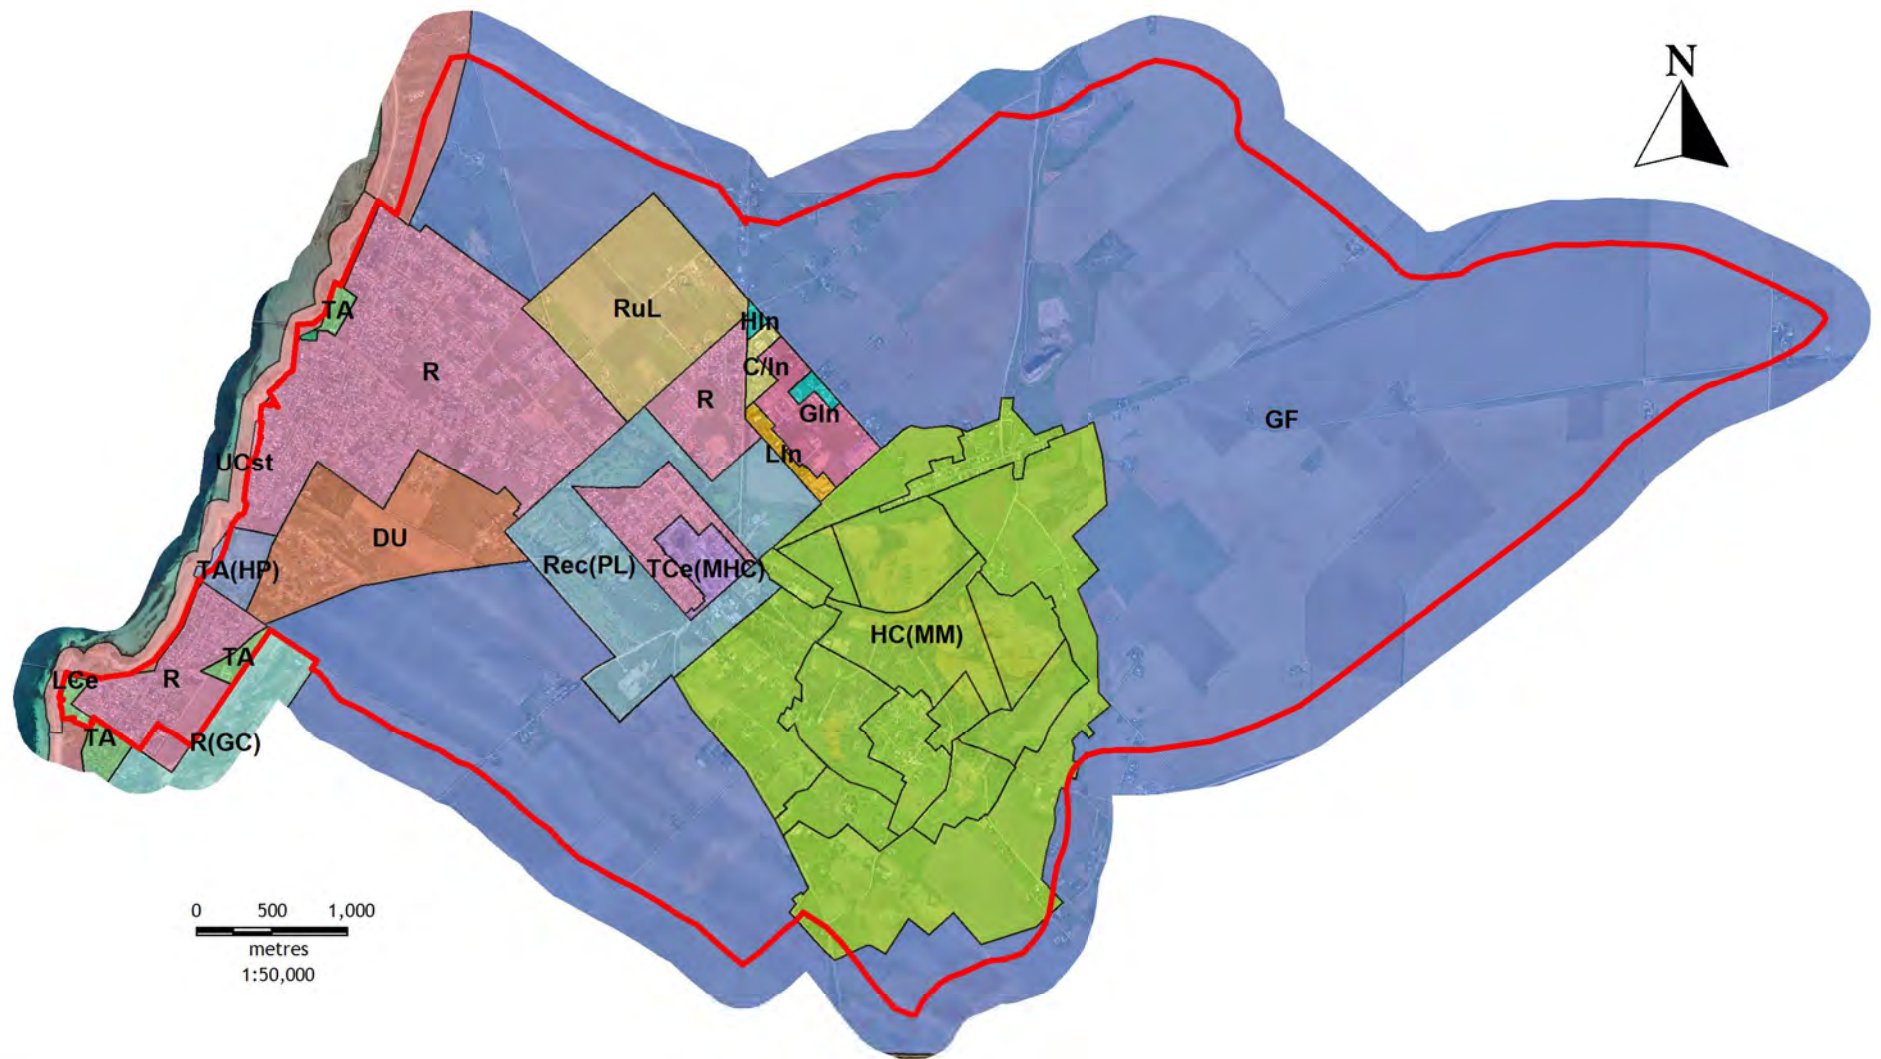 N
TA
RuL
HIn
R
C/In
R
GIn
GF
UCst
LIn
DU
TA(HP)
Rec(PL)
TCe(MHC)
HC(MM)
TA
LCe
R
TA
R(GC)
0 500 1,000
metres
1:50,000